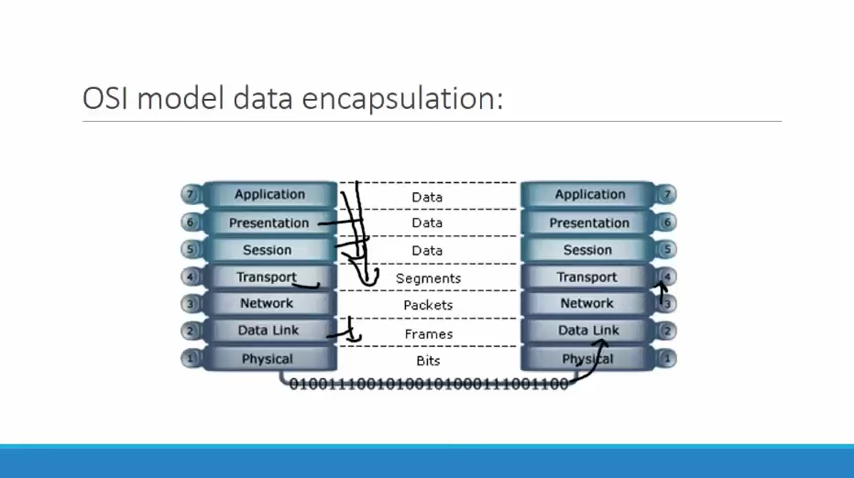 OSI model data encapsulation:
7 Application Data Application 7
6 Presentation Data Presentation 6
5 Session Data Session 5
4 Transport Segments Transport 4
3 Network Packets Network 3
2 Data Link Frames Data Link 2
1 Physical Bits Physical 1
0100111001010010101000111001100